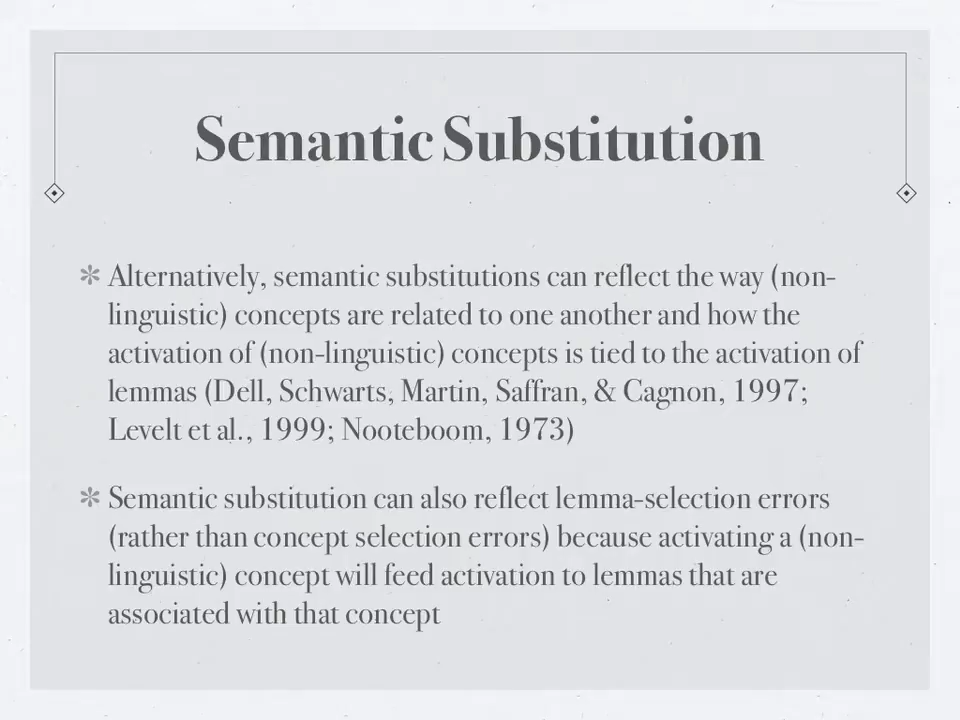 Semantic Substitution
✻ Alternatively, semantic substitutions can reflect the way (non-
linguistic) concepts are related to one another and how the
activation of (non-linguistic) concepts is tied to the activation of
lemmas (Dell, Schwarts, Martin, Saffran, & Cagnon, 1997;
Levelt et al., 1999; Nooteboom, 1973)
✻ Semantic substitution can also reflect lemma-selection errors
(rather than concept selection errors) because activating a (non-
linguistic) concept will feed activation to lemmas that are
associated with that concept